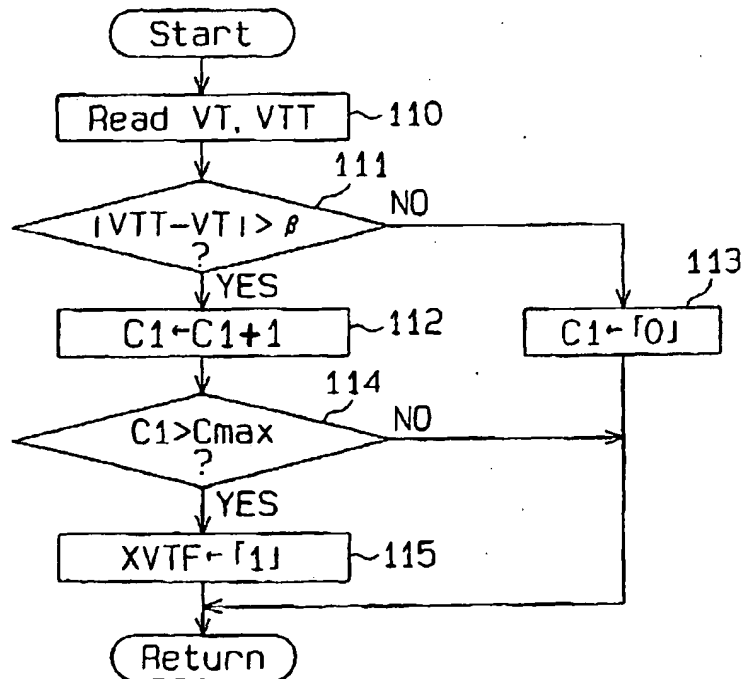 Start
Read VT, VTT
110
111
|VTT-VT|> β
?
NO
YES
113
C1←C1+1
112
C1←「0」
114
C1>Cmax
?
NO
YES
XVTF←「1」
115
Return